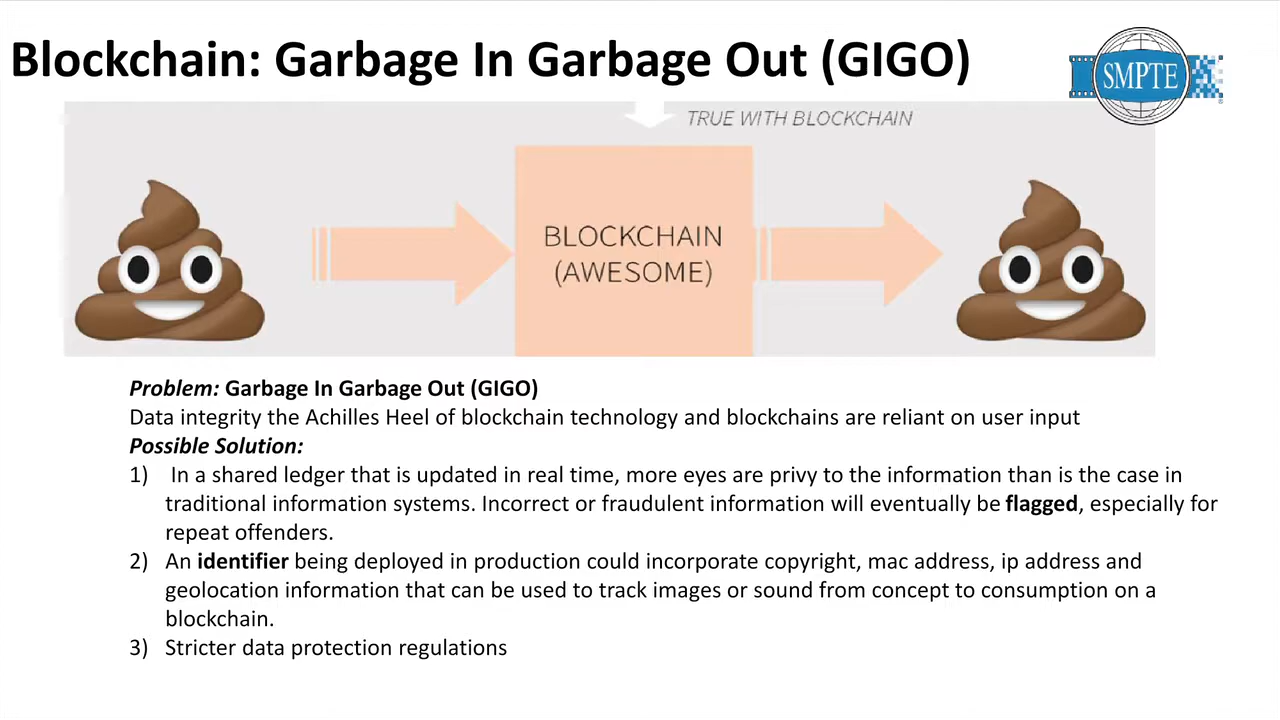 Blockchain: Garbage In Garbage Out (GIGO)
SMPTE
TRUE WITH BLOCKCHAIN
BLOCKCHAIN
(AWESOME)
Problem: Garbage In Garbage Out (GIGO)
Data integrity the Achilles Heel of blockchain technology and blockchains are reliant on user input
Possible Solution:
1) In a shared ledger that is updated in real time, more eyes are privy to the information than is the case in
traditional information systems. Incorrect or fraudulent information will eventually be flagged, especially for
repeat offenders.
2) An identifier being deployed in production could incorporate copyright, mac address, ip address and
geolocation information that can be used to track images or sound from concept to consumption on a
blockchain.
3) Stricter data protection regulations